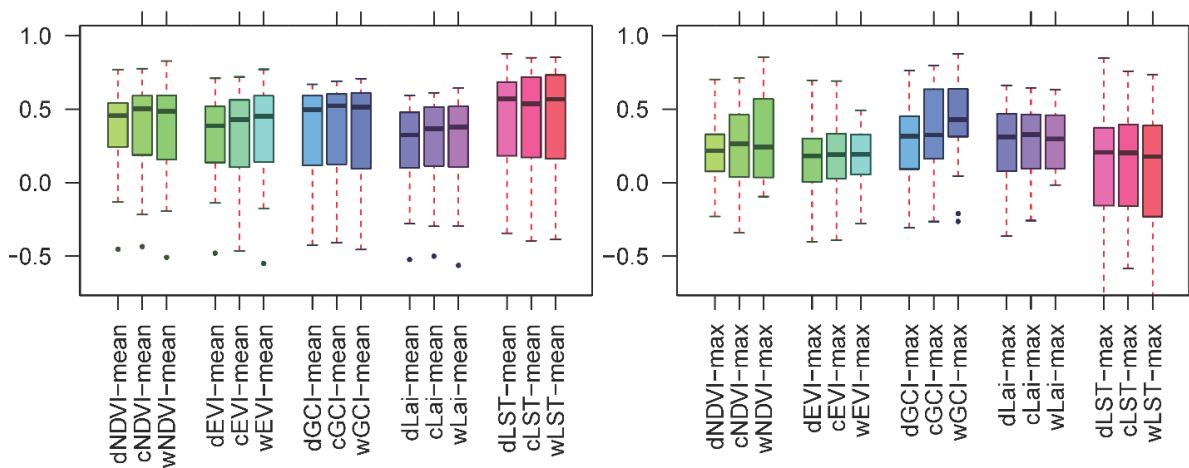 1.0
0.5
0.0
−0.5
dNDVI−mean
cNDVI−mean
wNDVI−mean
dEVI−mean
cEVI−mean
wEVI−mean
dGCI−mean
cGCI−mean
wGCI−mean
dLai−mean
cLai−mean
wLai−mean
dLST−mean
cLST−mean
wLST−mean
1.0
0.5
0.0
−0.5
dNDVI−max
cNDVI−max
wNDVI−max
dEVI−max
cEVI−max
wEVI−max
dGCI−max
cGCI−max
wGCI−max
dLai−max
cLai−max
wLai−max
dLST−max
cLST−max
wLST−max